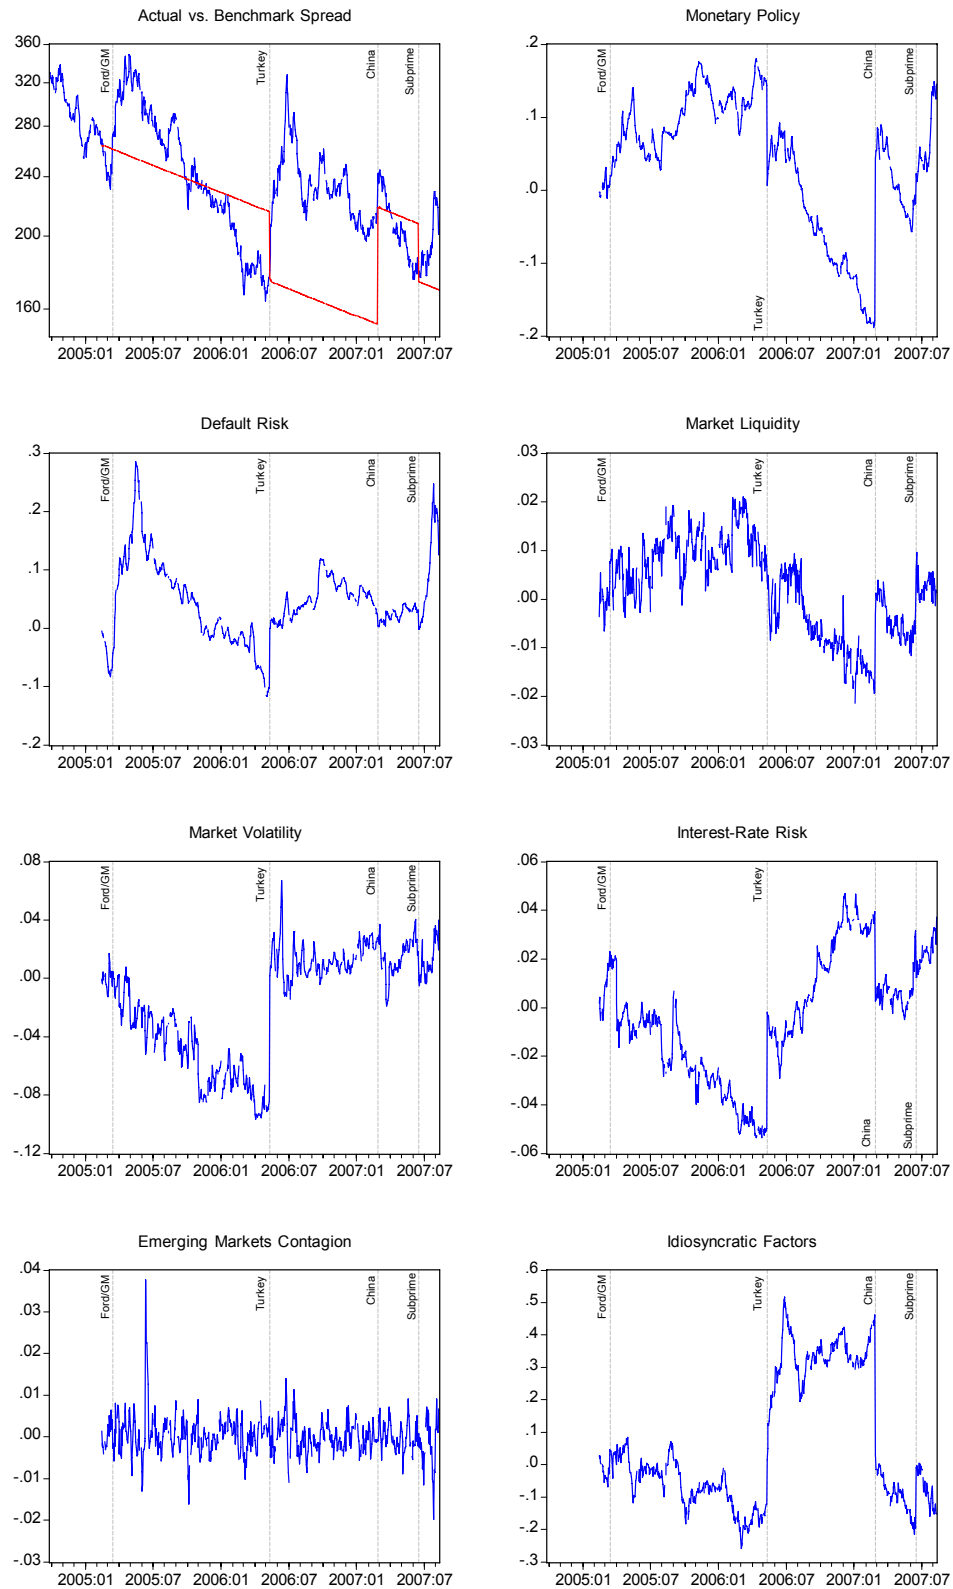 Actual vs. Benchmark Spread
360
320
280
240
200
160
Ford/GM
Turkey
China
Subprime
2005:01 2005:07 2006:01 2006:07 2007:01 2007:07
Monetary Policy
.2
.1
.0
-.1
-.2
Ford/GM
Turkey
China
Subprime
2005:01 2005:07 2006:01 2006:07 2007:01 2007:07
Default Risk
.3
.2
.1
.0
-.1
-.2
Ford/GM
Turkey
China
Subprime
2005:01 2005:07 2006:01 2006:07 2007:01 2007:07
Market Liquidity
.03
.02
.01
.00
-.01
-.02
-.03
Ford/GM
Turkey
China
Subprime
2005:01 2005:07 2006:01 2006:07 2007:01 2007:07
Market Volatility
.08
.04
.00
-.04
-.08
-.12
Ford/GM
Turkey
China
Subprime
2005:01 2005:07 2006:01 2006:07 2007:01 2007:07
Interest-Rate Risk
.06
.04
.02
.00
-.02
-.04
-.06
Ford/GM
Turkey
China
Subprime
2005:01 2005:07 2006:01 2006:07 2007:01 2007:07
Emerging Markets Contagion
.04
.03
.02
.01
.00
-.01
-.02
-.03
Ford/GM
Turkey
China
Subprime
2005:01 2005:07 2006:01 2006:07 2007:01 2007:07
Idiosyncratic Factors
.6
.5
.4
.3
.2
.1
.0
-.1
-.2
-.3
Ford/GM
Turkey
China
Subprime
2005:01 2005:07 2006:01 2006:07 2007:01 2007:07